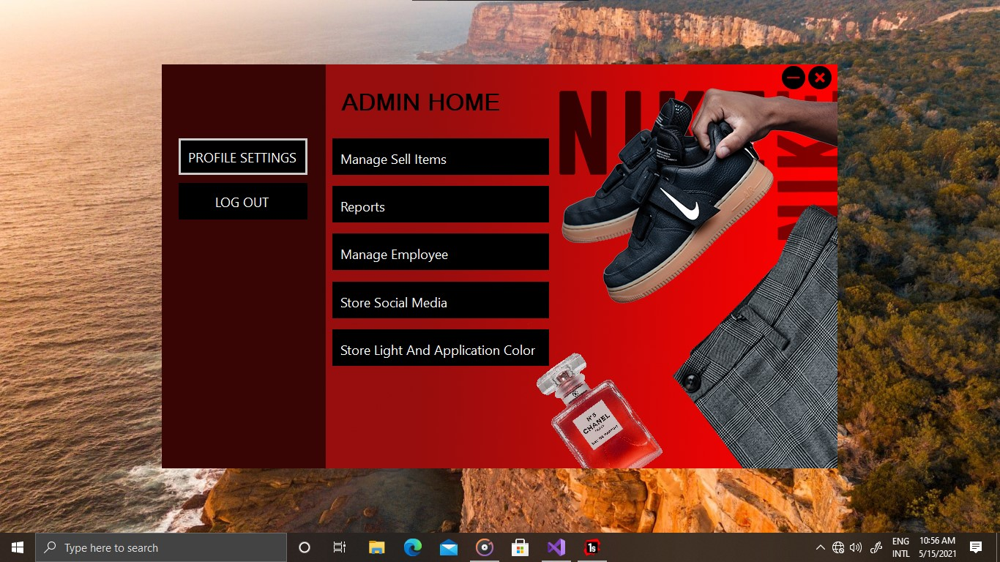 ADMIN HOME
NIKE
NIKE
PROFILE SETTINGS
LOG OUT
Manage Sell Items
Reports
Manage Employee
Store Social Media
Store Light And Application Color
N°5
CHANEL
PARIS
EAU DE PARFUM
Type here to search
1s
ENG
INTL
10:56 AM
5/15/2021